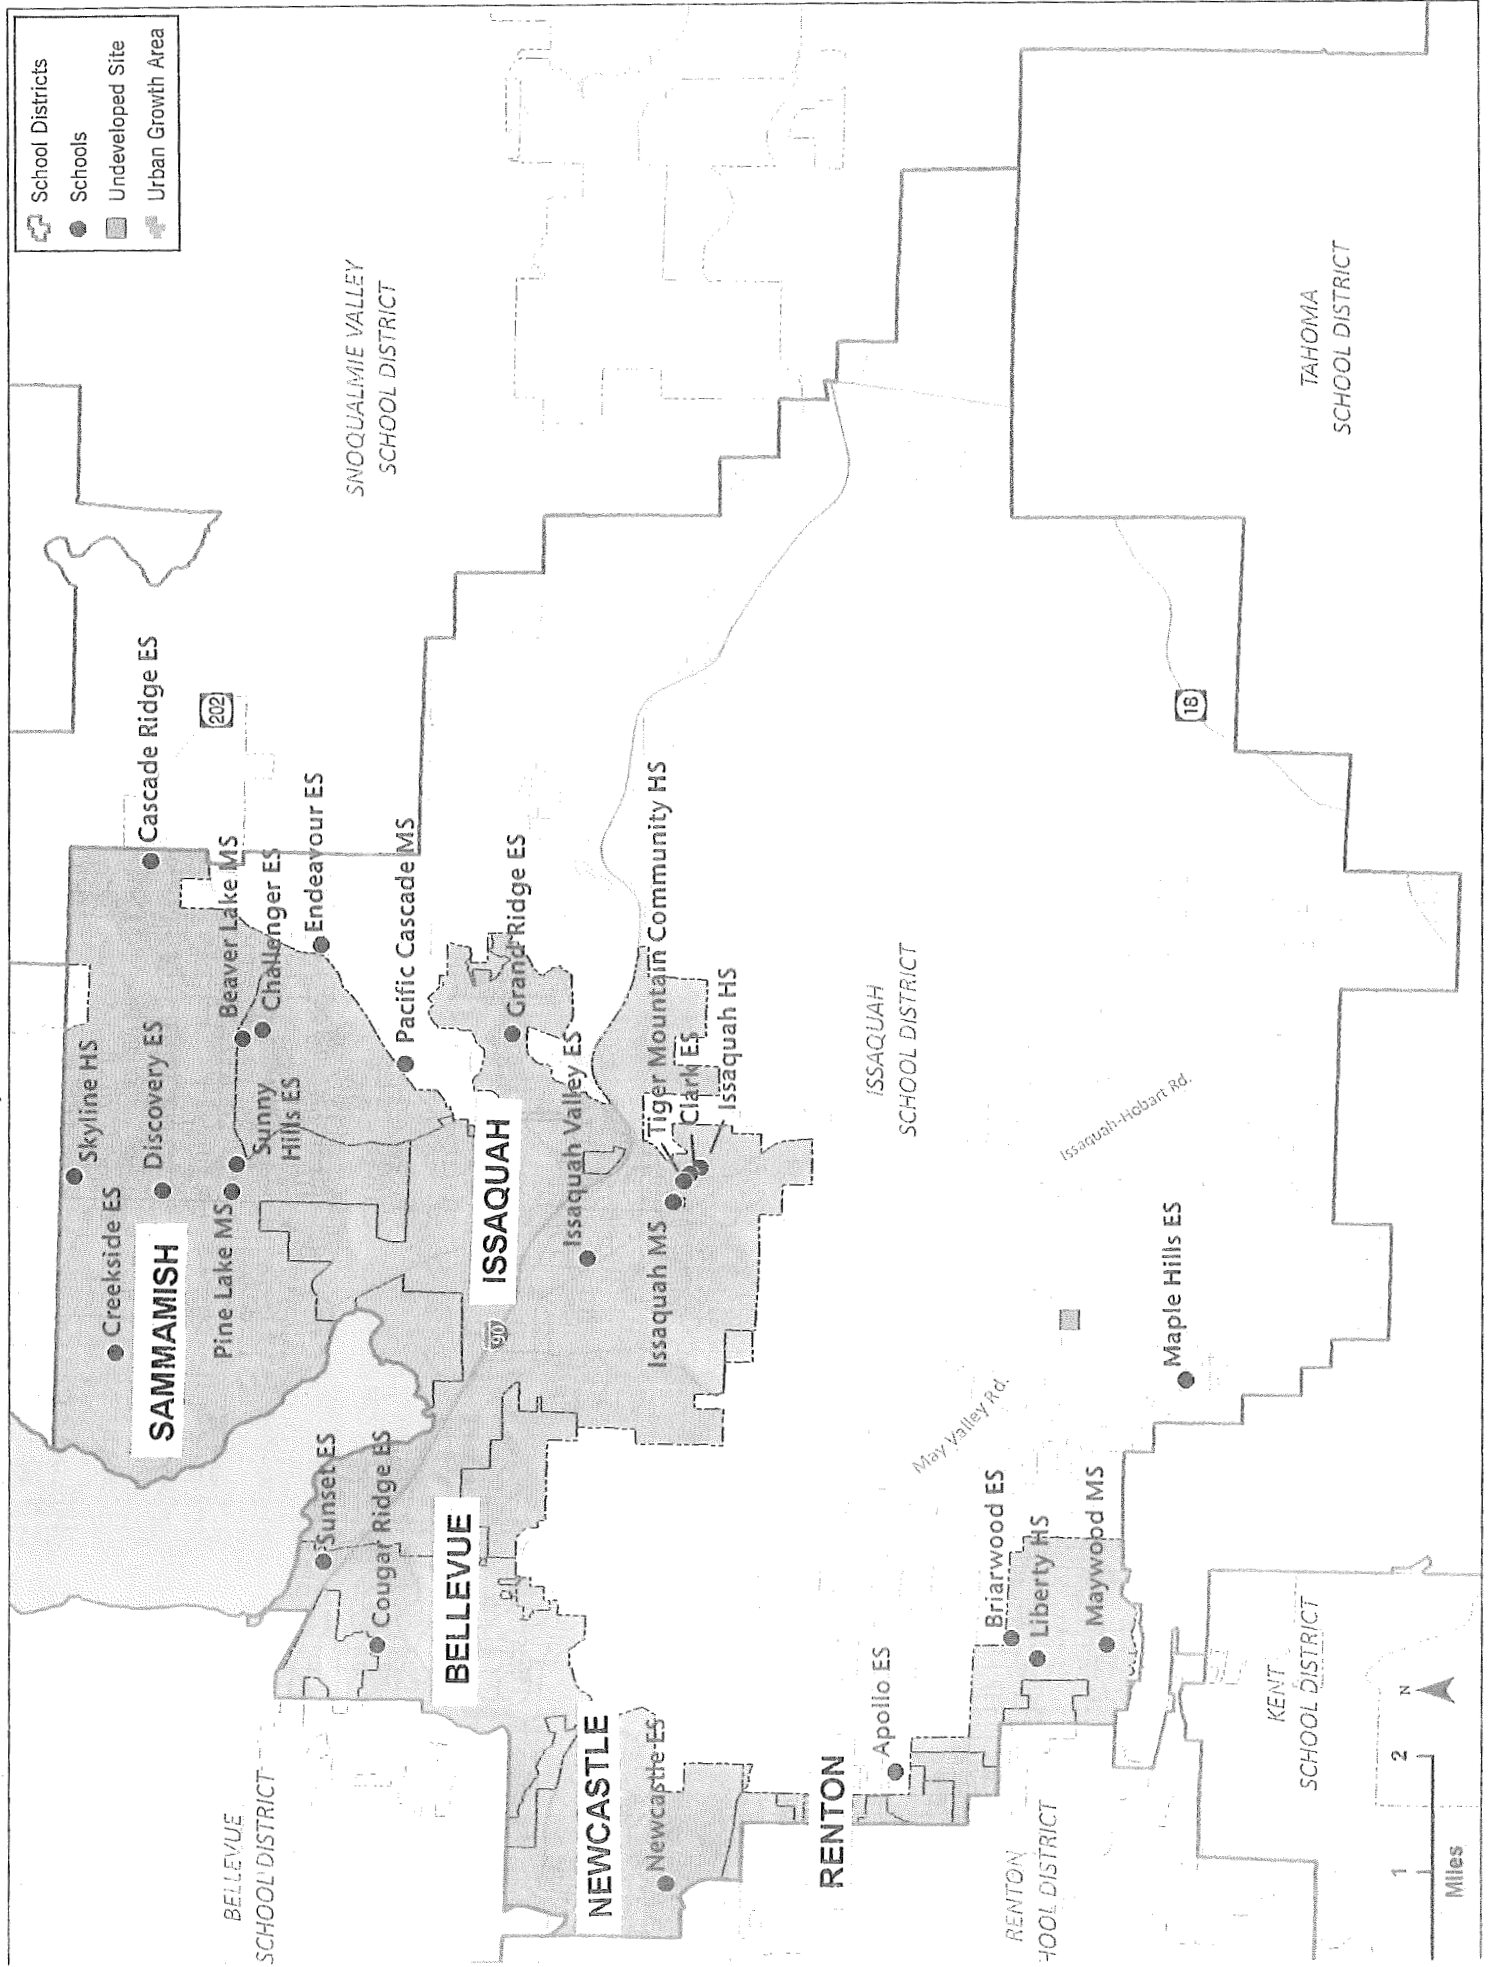 School Districts
Schools
Undeveloped Site
Urban Growth Area
SNOQUALMIE VALLEY
SCHOOL DISTRICT
TAHOMA
SCHOOL DISTRICT
Cascade Ridge ES
202
Skyline HS
Creekside ES
Discovery ES
SAMMAMISH
Beaver Lake MS
Challenger ES
Pine Lake MS
Sunny
Hills ES
Endeavour ES
Pacific Cascade MS
Sunset ES
Cougar Ridge ES
BELLEVUE
ISSAQUAH
90
Grand Ridge ES
Issaquah Valley ES
Tiger Mountain Community HS
Clark ES
Issaquah HS
Issaquah MS
BELLEVUE
SCHOOL DISTRICT
NEWCASTLE
Newcastle ES
RENTON
Apollo ES
ISSAQUAH
SCHOOL DISTRICT
May Valley Rd.
Issaquah-Hobart Rd.
18
Briarwood ES
Liberty HS
Maywood MS
Maple Hills ES
RENTON
HOOL DISTRICT
KENT
SCHOOL DISTRICT
N
1
2
Miles